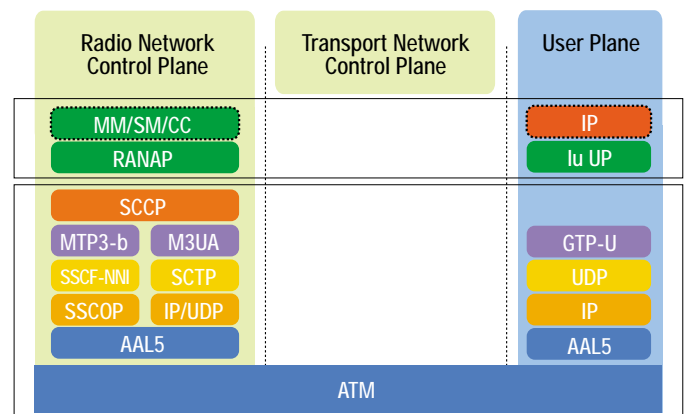 Radio Network
Control Plane
Transport Network
Control Plane
User Plane
MM/SM/CC
IP
RANAP
Iu UP
SCCP
MTP3-b
M3UA
GTP-U
SSCF-NNI
SCTP
UDP
SSCOP
IP/UDP
IP
AAL5
AAL5
ATM